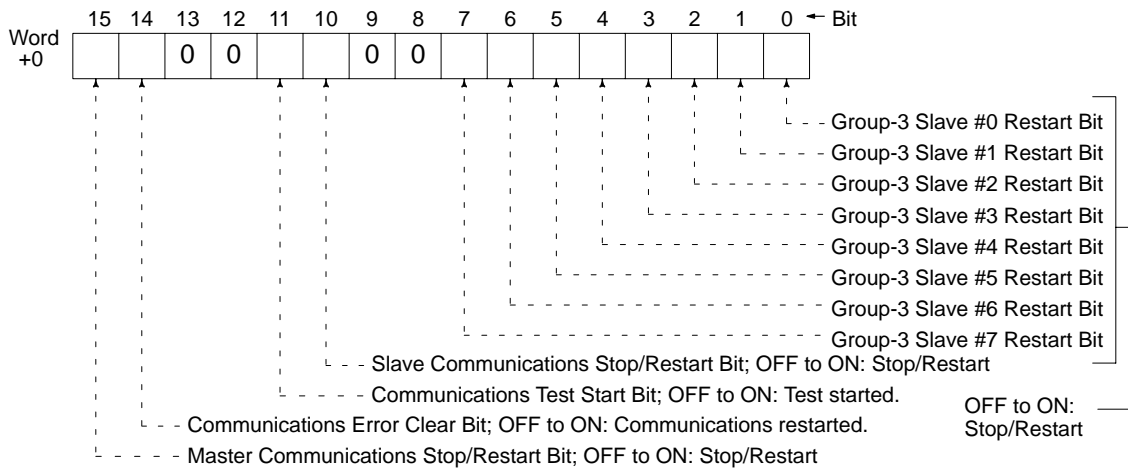 15 14 13 12 11 10 9 8 7 6 5 4 3 2 1 0 Bit
Word
+0
0 0 0 0
Group-3 Slave #0 Restart Bit
Group-3 Slave #1 Restart Bit
Group-3 Slave #2 Restart Bit
Group-3 Slave #3 Restart Bit
Group-3 Slave #4 Restart Bit
Group-3 Slave #5 Restart Bit
Group-3 Slave #6 Restart Bit
Group-3 Slave #7 Restart Bit
Slave Communications Stop/Restart Bit; OFF to ON: Stop/Restart
Communications Test Start Bit; OFF to ON: Test started.
Communications Error Clear Bit; OFF to ON: Communications restarted.
Master Communications Stop/Restart Bit; OFF to ON: Stop/Restart
OFF to ON:
Stop/Restart